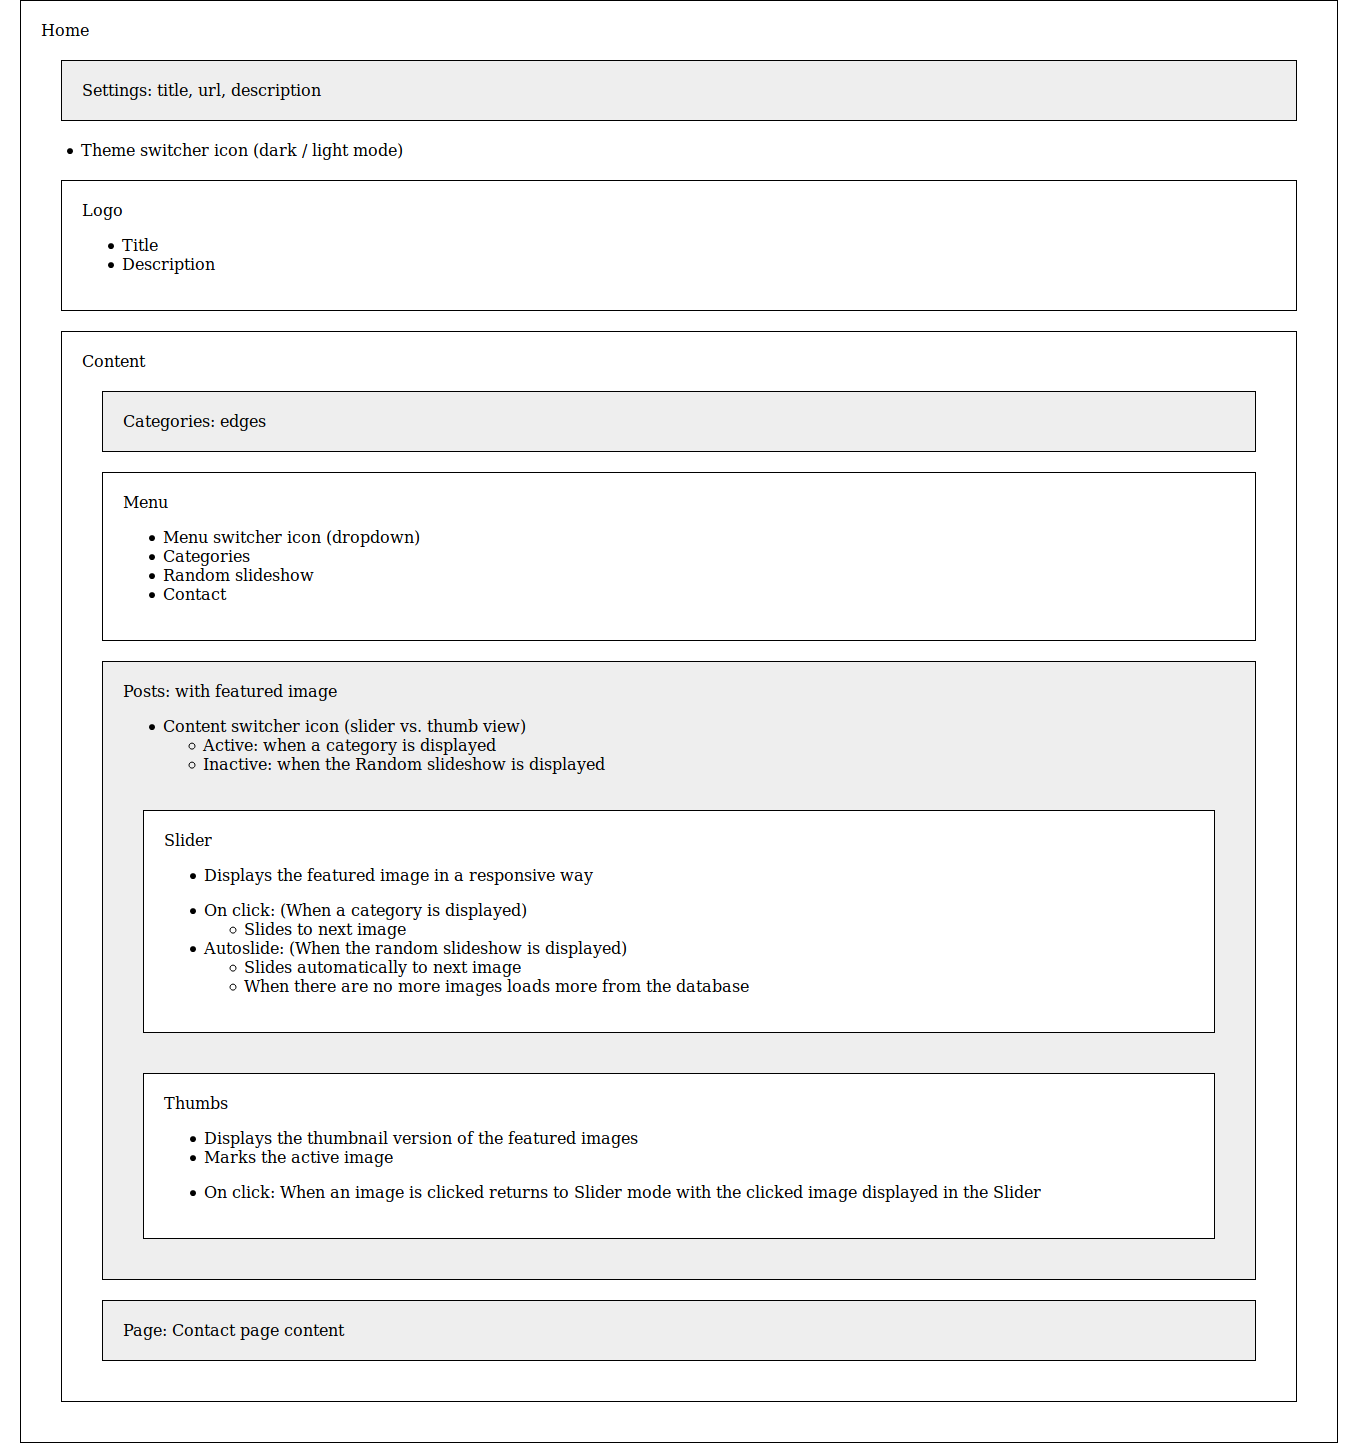 Home
Settings: title, url, description
Theme switcher icon (dark / light mode)
Logo
Title
Description
Content
Categories: edges
Menu
Menu switcher icon (dropdown)
Categories
Random slideshow
Contact
Posts: with featured image
Content switcher icon (slider vs. thumb view)
Active: when a category is displayed
Inactive: when the Random slideshow is displayed
Slider
Displays the featured image in a responsive way
On click: (When a category is displayed)
Slides to next image
Autoslide: (When the random slideshow is displayed)
Slides automatically to next image
When there are no more images loads more from the database
Thumbs
Displays the thumbnail version of the featured images
Marks the active image
On click: When an image is clicked returns to Slider mode with the clicked image displayed in the Slider
Page: Contact page content